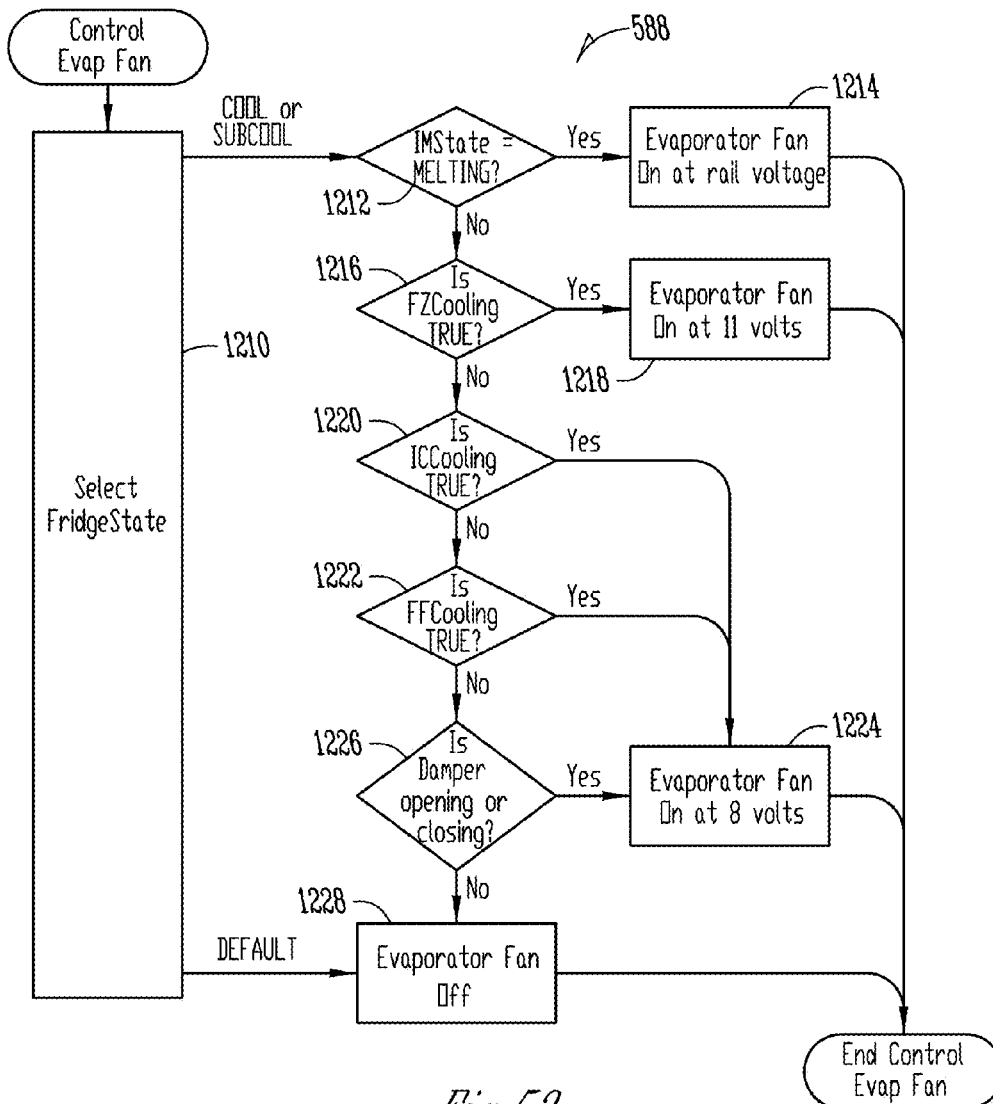 Control
Evap Fan
588
COOL or
SUBCOOL
IMState =
MELTING?
1212
Yes
1214
Evaporator Fan
On at rail voltage
No
1216
Is
FZCooling
TRUE?
Yes
Evaporator Fan
On at 11 volts
1218
1210
No
1220
Is
ICCooling
TRUE?
Yes
Select
FridgeState
No
1222
Is
FFCooling
TRUE?
Yes
No
1226
Is
Damper
opening or
closing?
Yes
1224
Evaporator Fan
On at 8 volts
No
1228
DEFAULT
Evaporator Fan
Off
End Control
Evap Fan